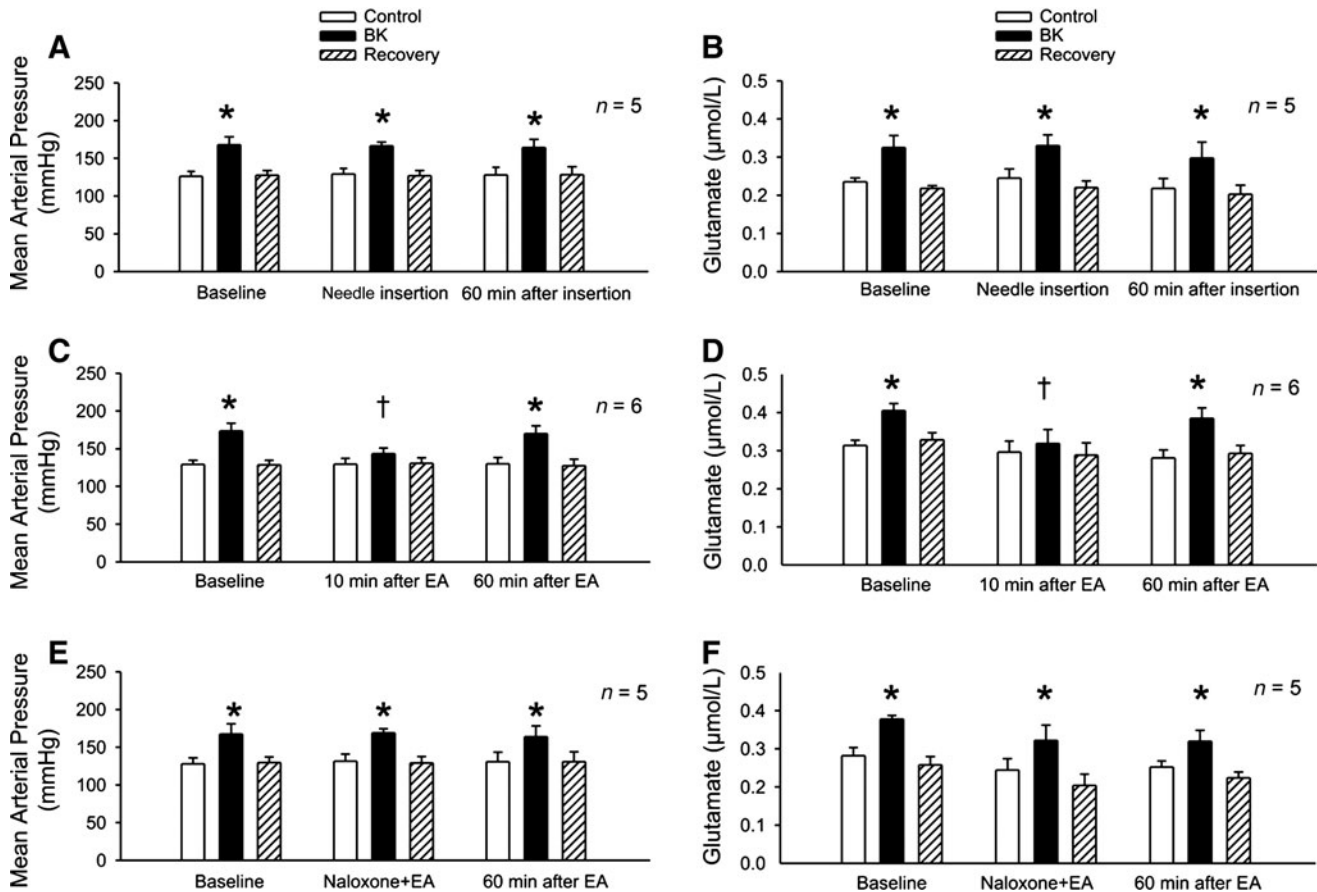 Control
BK
Recovery
A
Mean Arterial Pressure
(mmHg)
250
200
150
100
50
0
* * *
n = 5
Baseline Needle insertion 60 min after insertion
Control
BK
Recovery
B
Glutamate (µmol/L)
0.5
0.4
0.3
0.2
0.1
0.0
* * *
n = 5
Baseline Needle insertion 60 min after insertion
C
Mean Arterial Pressure
(mmHg)
250
200
150
100
50
0
* † *
n = 6
Baseline 10 min after EA 60 min after EA
D
Glutamate (µmol/L)
0.5
0.4
0.3
0.2
0.1
0.0
* † *
n = 6
Baseline 10 min after EA 60 min after EA
E
Mean Arterial Pressure
(mmHg)
250
200
150
100
50
0
* * *
n = 5
Baseline Naloxone+EA 60 min after EA
F
Glutamate (µmol/L)
0.5
0.4
0.3
0.2
0.1
0.0
* * *
n = 5
Baseline Naloxone+EA 60 min after EA